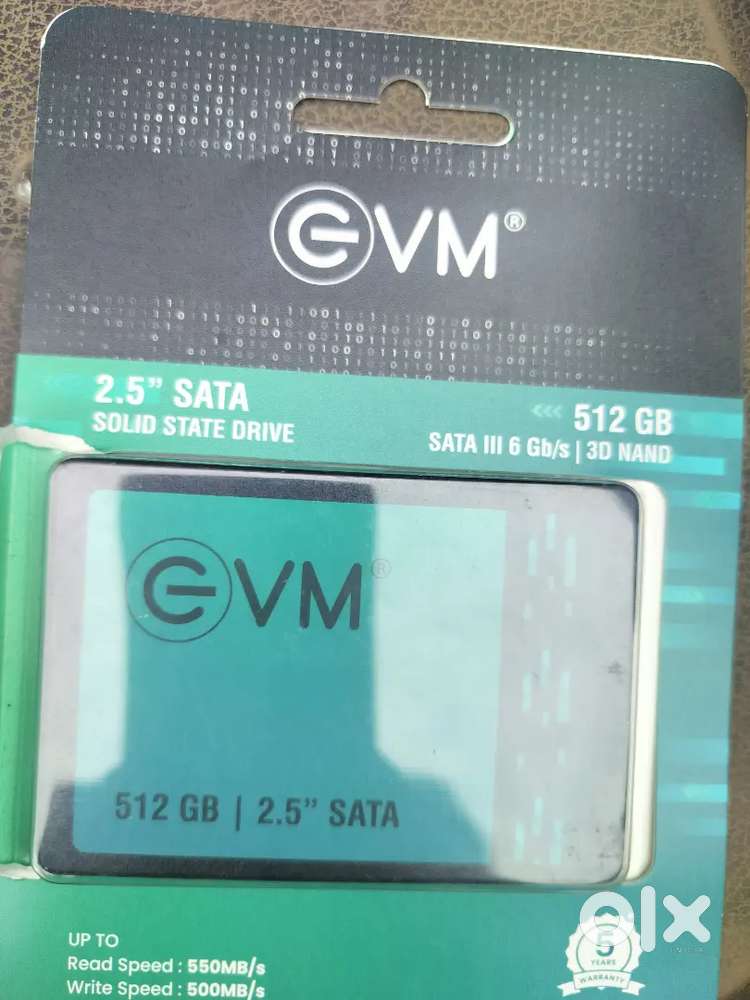 EVM®
2.5" SATA
SOLID STATE DRIVE
512 GB
SATA III 6 Gb/s | 3D NAND
EVM®
512 GB | 2.5" SATA
UP TO
Read Speed : 550MB/s
Write Speed : 500MB/s
olx
5
YEARS
WARRANTY